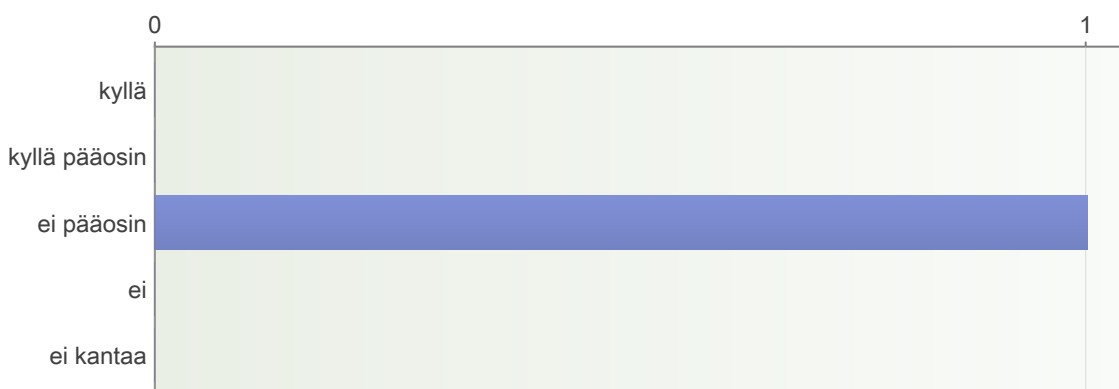 0 1
kyllä
kyllä pääosin
ei pääosin
ei
ei kantaa